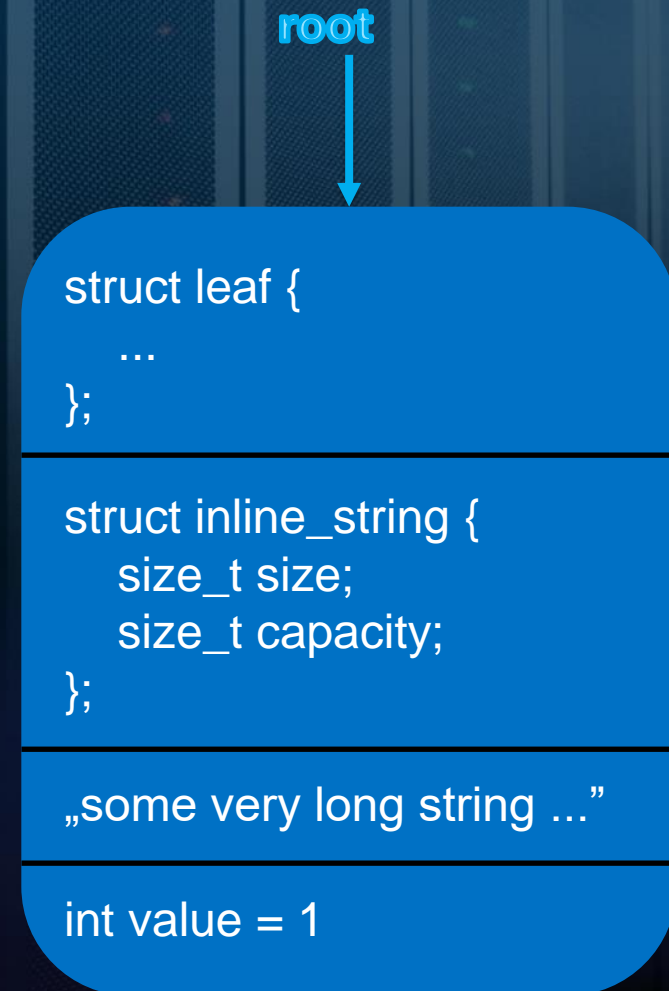 root
struct leaf {
...
};
struct inline_string {
size_t size;
size_t capacity;
};
„some very long string ...”
int value = 1